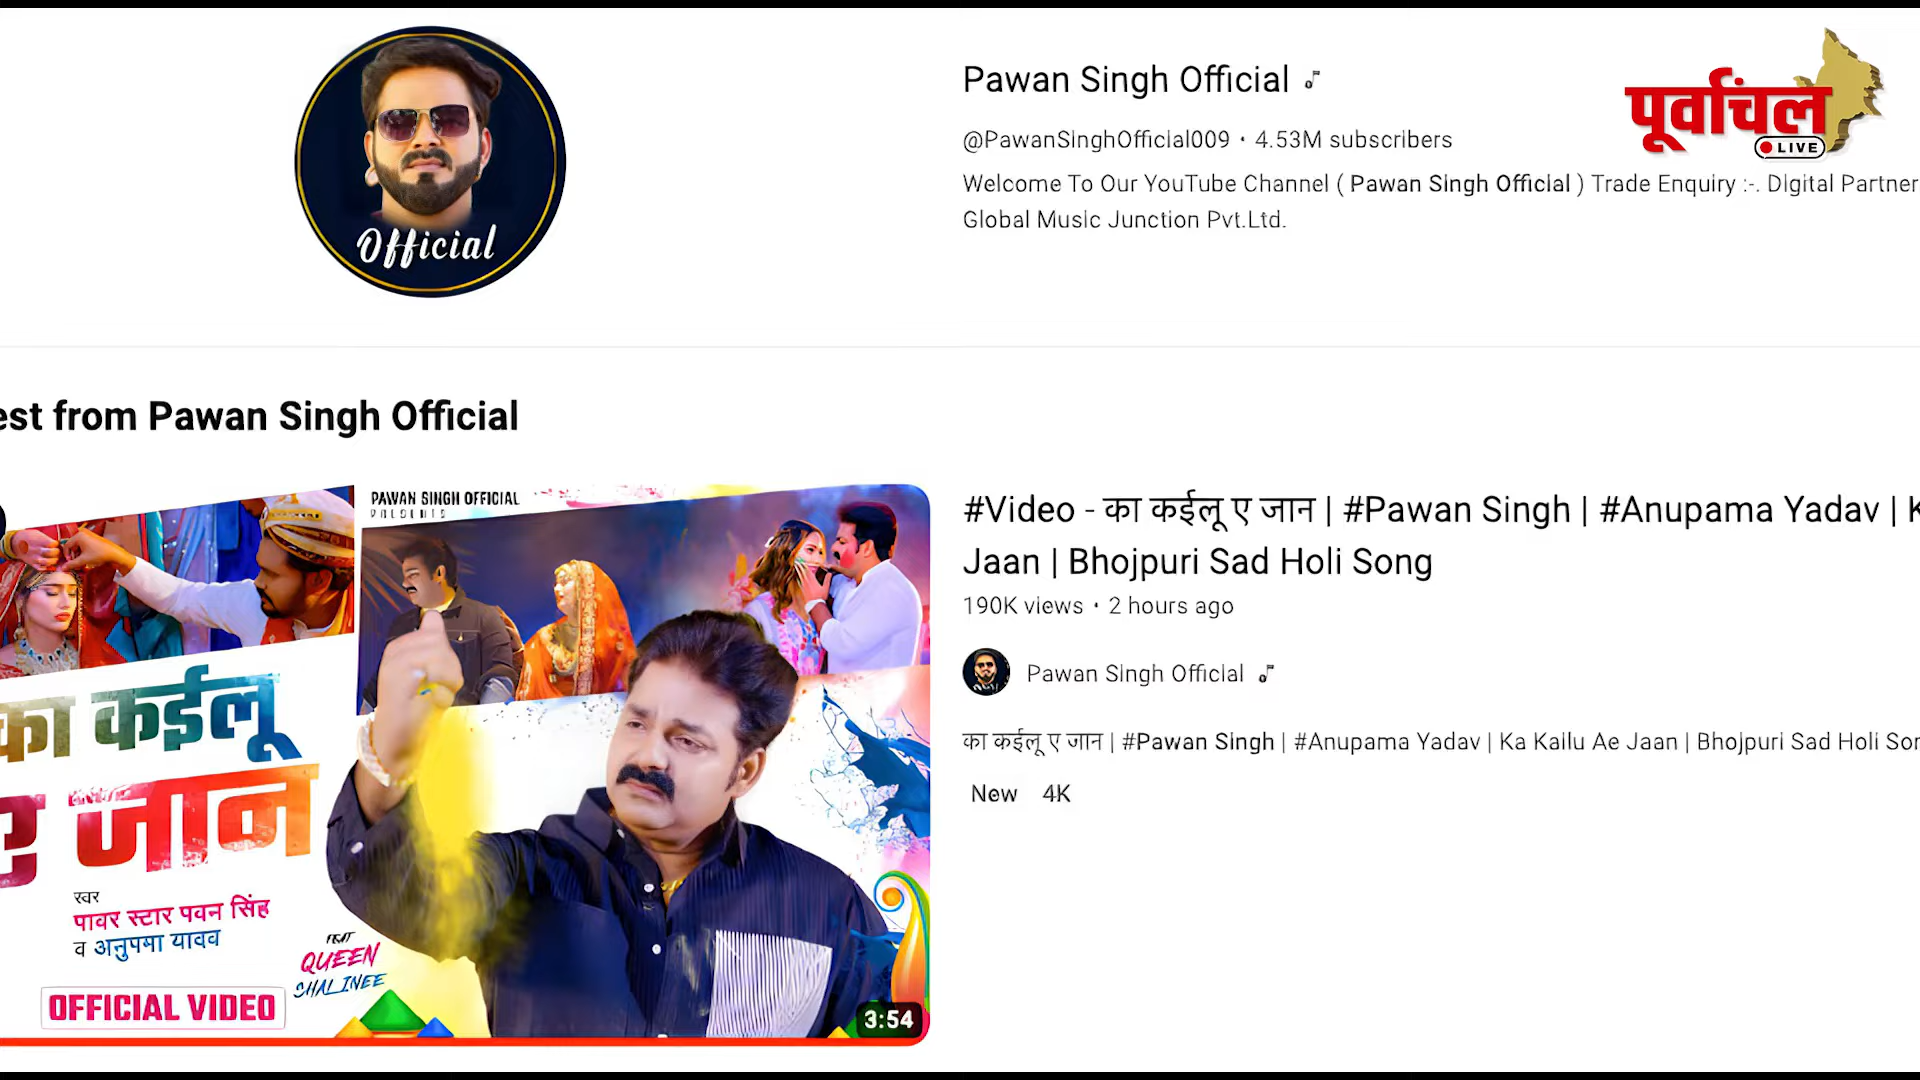 Official
Pawan Singh Official
@PawanSinghOfficial009 • 4.53M subscribers
Welcome To Our YouTube Channel ( Pawan Singh Official ) Trade Enquiry :-. Digital Partner
Global Music Junction Pvt.Ltd.
पूर्वांचल
LIVE
est from Pawan Singh Official
PAWAN SINGH OFFICIAL
PRESENTS
का कईलू
ए जान
स्वर
पावर स्टार पवन सिंह
व अनुपमा यादव
FEAT
QUEEN
SHALINEE
OFFICIAL VIDEO
3:54
#Video - का कईलू ए जान | #Pawan Singh | #Anupama Yadav | K
Jaan | Bhojpuri Sad Holi Song
190K views • 2 hours ago
Pawan Singh Official
का कईलू ए जान | #Pawan Singh | #Anupama Yadav | Ka Kailu Ae Jaan | Bhojpuri Sad Holi Son
New 4K